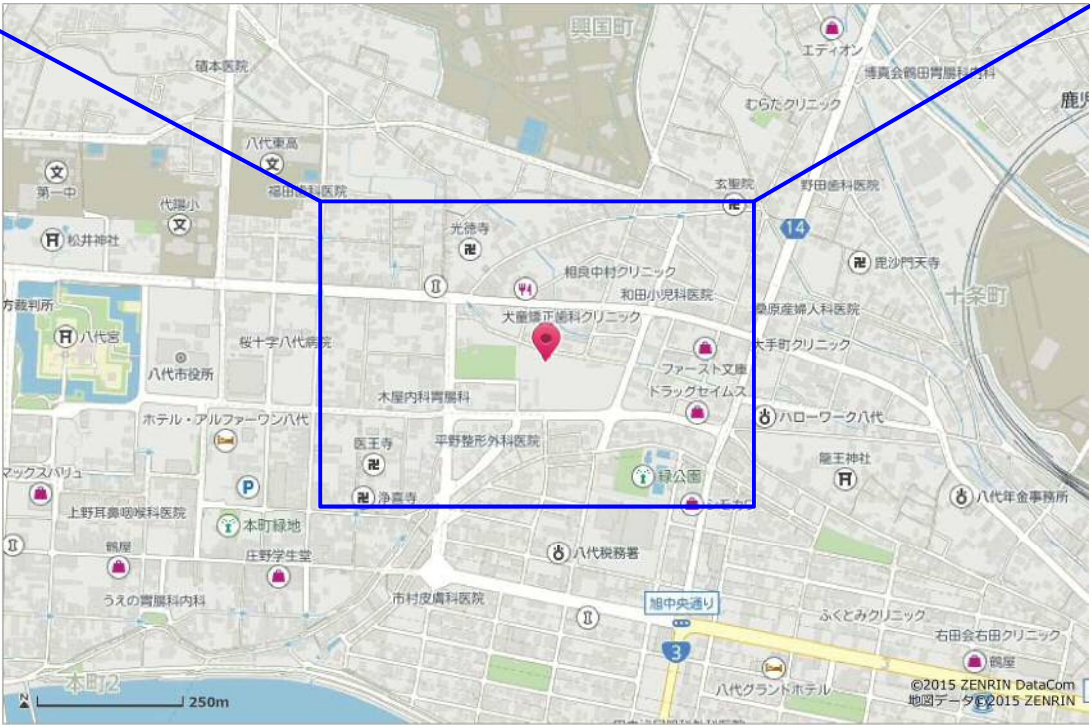 興国町
エディオン
積本医院
博真会鶴田胃腸科内科
鹿児
むらたクリニック
八代東高
第一中
代陽小
福田歯科医院
玄聖院
野田歯科医院
14
松井神社
光徳寺
毘沙門天寺
相良中村クリニック
和田小児科医院
十条町
方裁判所
犬童矯正歯科クリニック
桑原産婦人科医院
八代宮
桜十字八代病院
大手町クリニック
八代市役所
ファースト文庫
木屋内科胃腸科
ドラッグセイムス
ホテル・アルファーワン八代
ハローワーク八代
医王寺
平野整形外科医院
龍王神社
マックスバリュ
緑公園
P
浄喜寺
シモカワ
八代年金事務所
上野耳鼻咽喉科医院
本町緑地
鶴屋
庄野学生堂
八代税務署
うえの胃腸科内科
市村皮膚科医院
旭中央通り
ふくとみクリニック
右田会右田クリニック
3
鶴屋
本町2
八代グランドホテル
250m
©2015 ZENRIN DataCom
地図データ©2015 ZENRIN